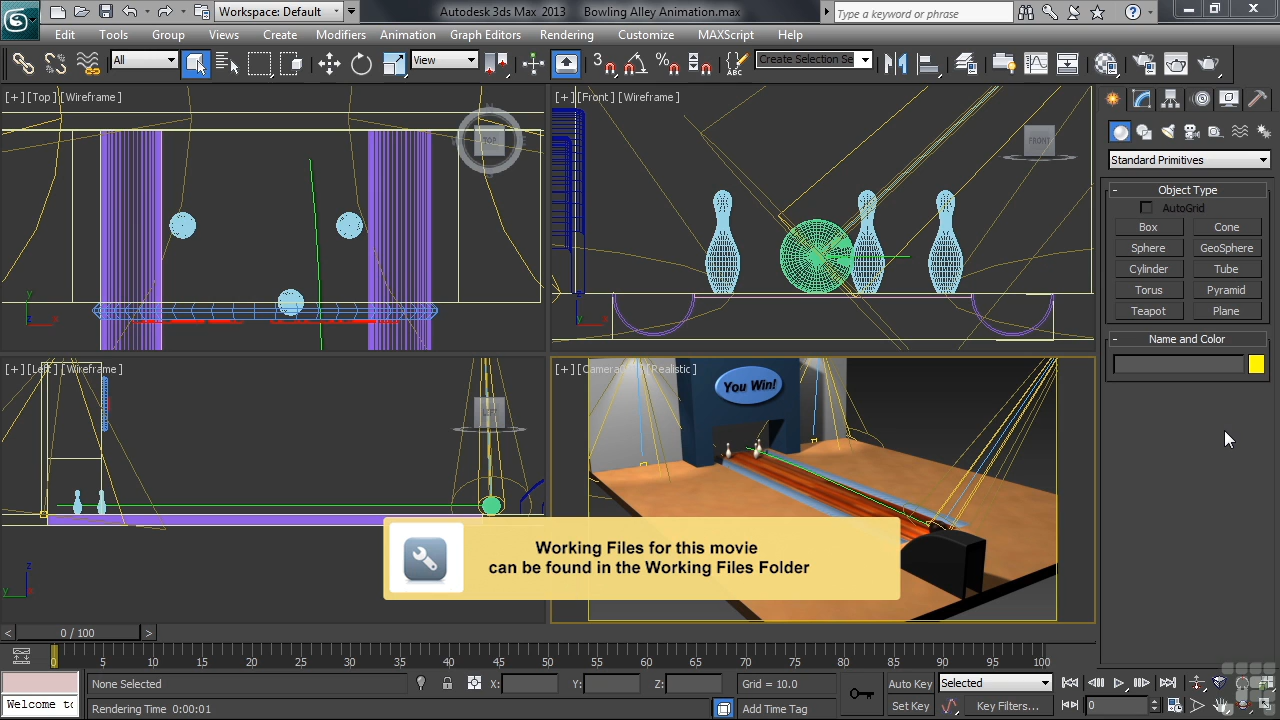 Workspace: Default
Autodesk 3ds Max 2013
Bowling Alley Animation.max
Type a keyword or phrase
Edit Tools Group Views Create Modifiers Animation Graph Editors Rendering Customize MAXScript Help
All
View
3
Create Selection Se
[+] [Top] [Wireframe]
TOP
[+] [Front] [Wireframe]
FRONT
Standard Primitives
- Object Type
AutoGrid
Box Cone
Sphere GeoSphere
Cylinder Tube
Torus Pyramid
Teapot Plane
- Name and Color
[+] [Left] [Wireframe]
LEFT
[Realistic]
You Win!
Working Files for this movie
can be found in the Working Files Folder
< 0 / 100 >
0 5 10 15 20 25 30 35 40 45 50 55 60 65 70 75 80 85 90 95 100
None Selected
X: Y: Z:
Grid = 10.0
Auto Key
Selected
Welcome to
Rendering Time 0:00:01
Add Time Tag
Set Key
Key Filters...
0